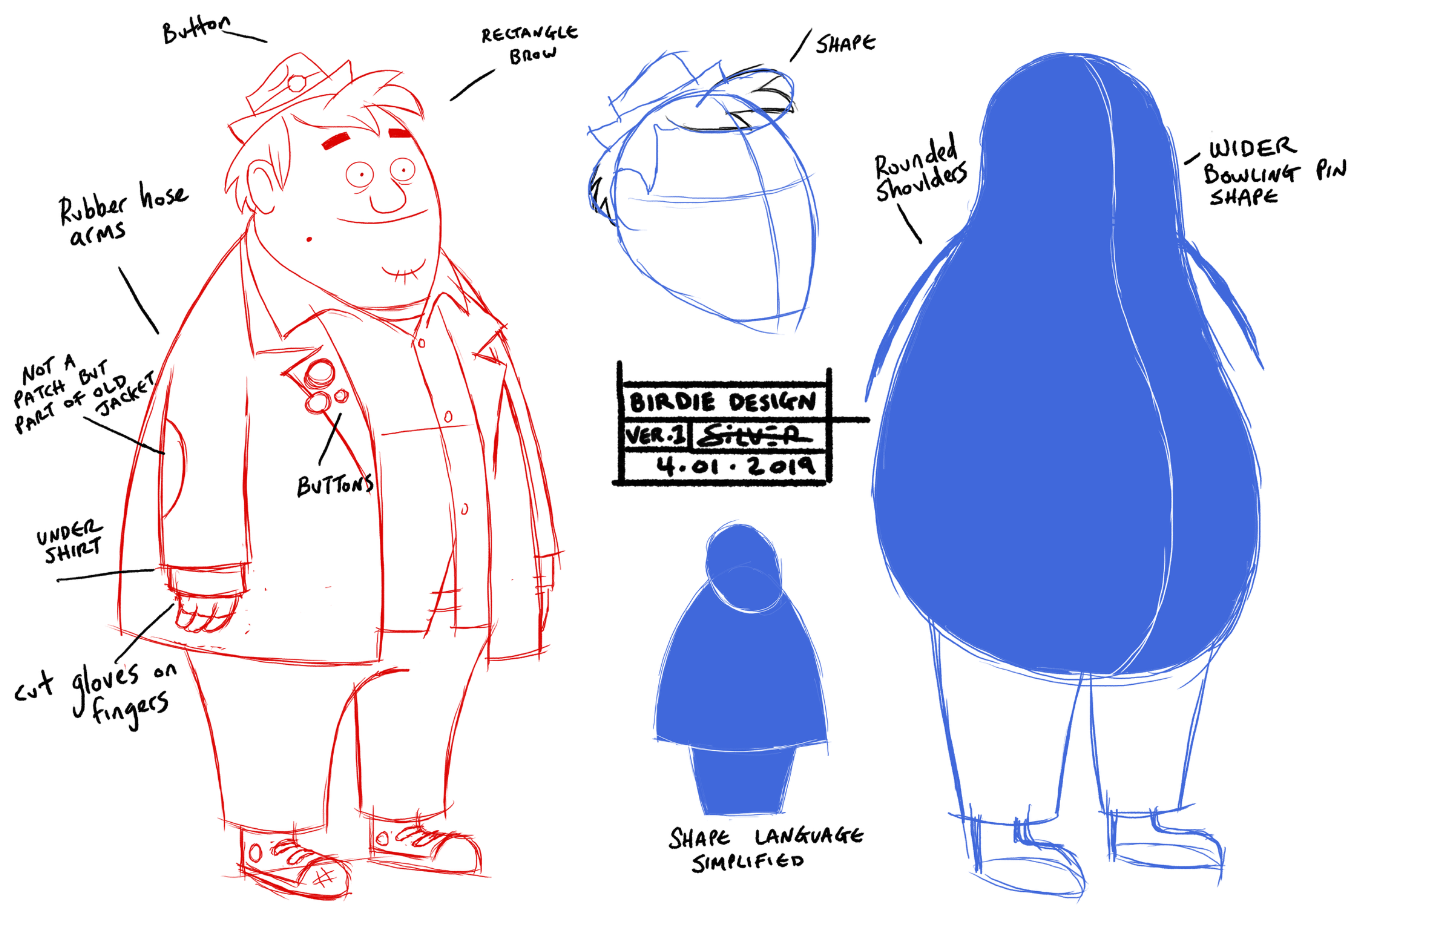 Button
RECTANGLE
BROW
SHAPE
Rounded
Shoulders
WIDER
BOWLING PIN
SHAPE
Rubber hose
arms
NOT A
PATCH BUT
PART OF OLD
JACKET
BUTTONS
UNDER
SHIRT
cut gloves on
fingers
BIRDIE DESIGN
VER.1 SILVER
4.01.2019
SHAPE LANGUAGE
SIMPLIFIED